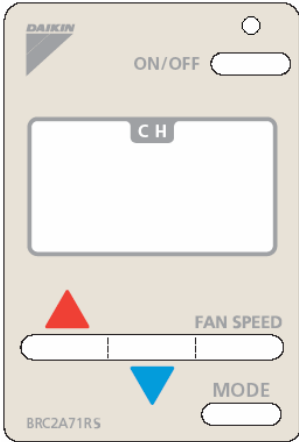 DAIKIN
ON/OFF
C H
FAN SPEED
MODE
BRC2A71RS